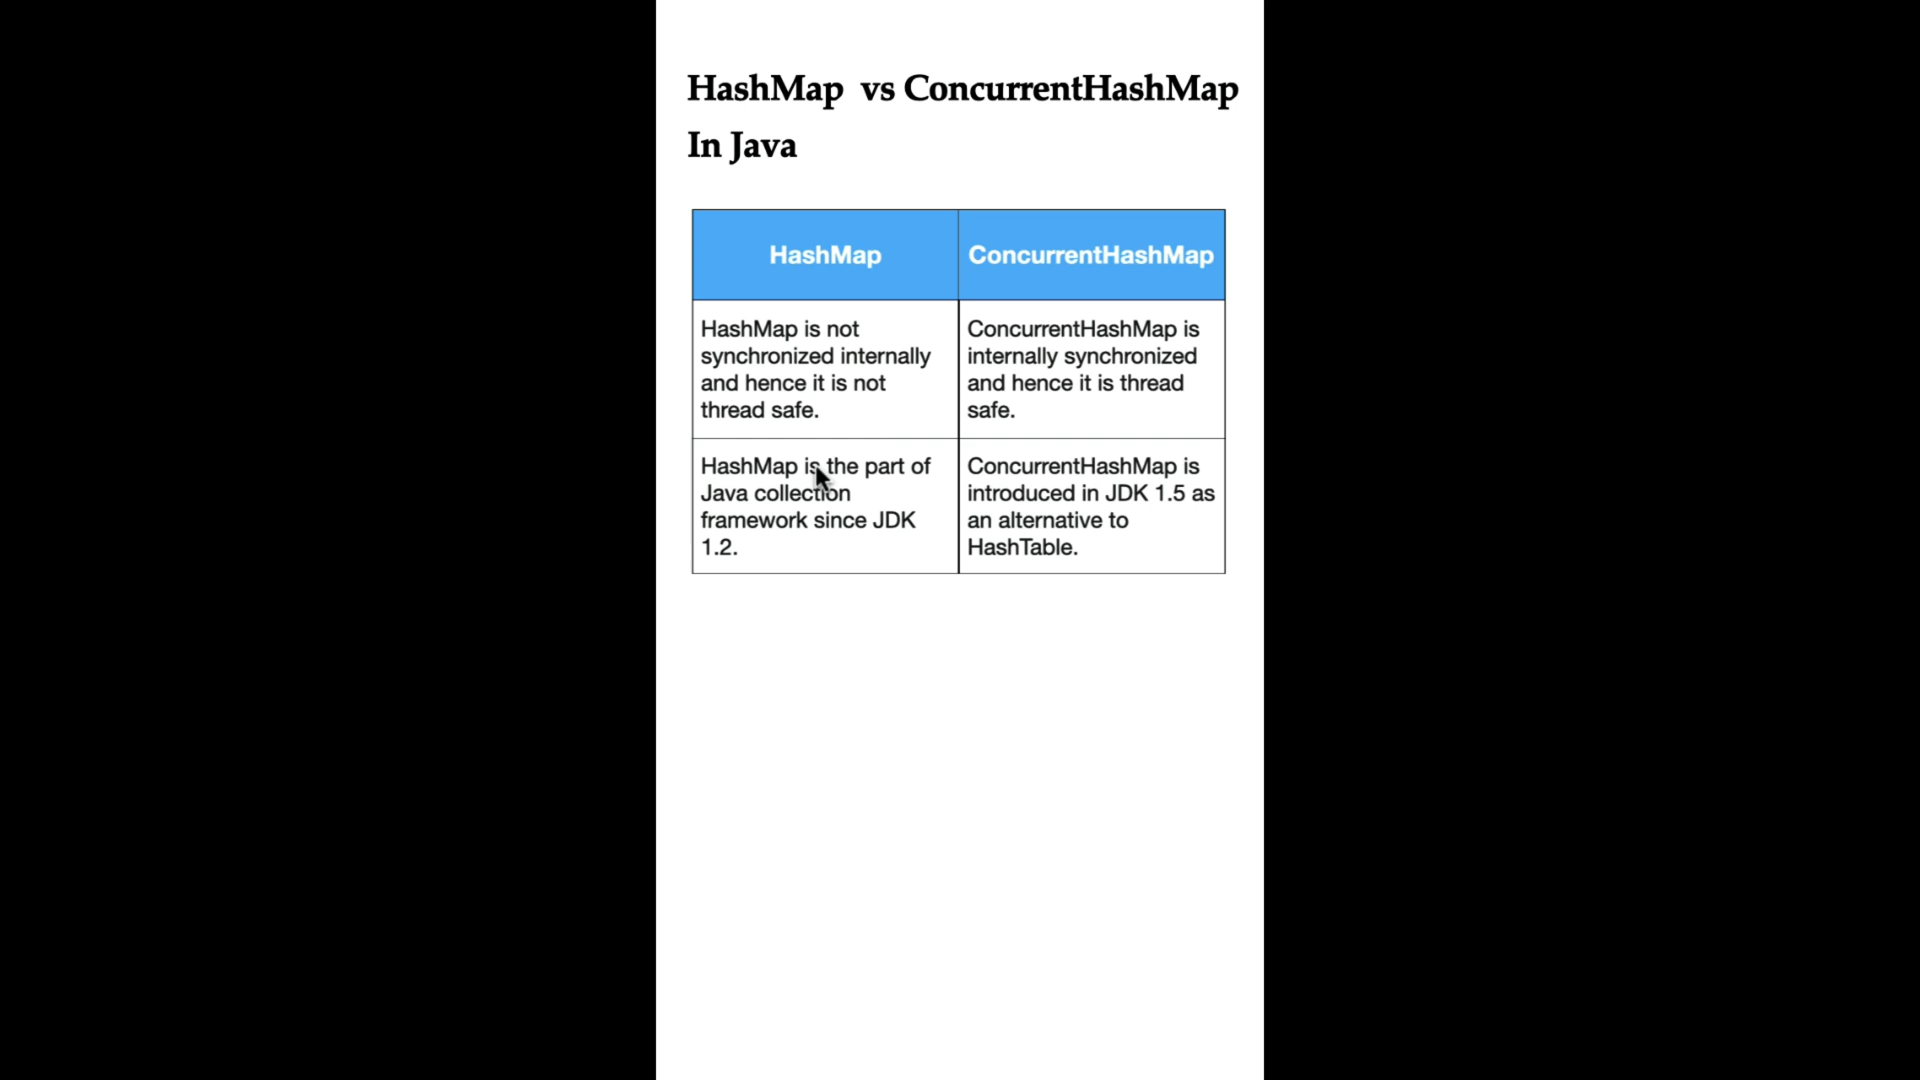 HashMap vs ConcurrentHashMap
In Java
HashMap
ConcurrentHashMap
HashMap is not
synchronized internally
and hence it is not
thread safe.
ConcurrentHashMap is
internally synchronized
and hence it is thread
safe.
HashMap is the part of
Java collection
framework since JDK
1.2.
ConcurrentHashMap is
introduced in JDK 1.5 as
an alternative to
HashTable.